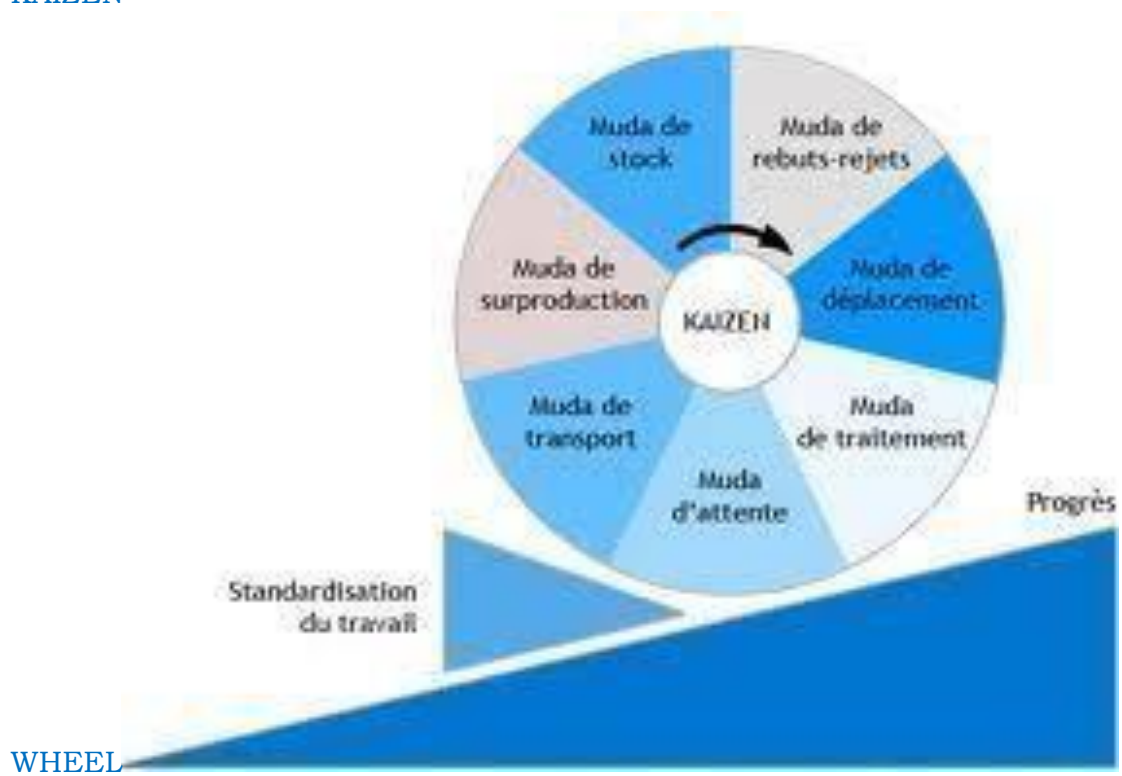 KAIZEN
Muda de
stock
Muda de
rebuts-rejets
Muda de
surproduction
Muda de
déplacement
KAIZEN
Muda de
transport
Muda
de traitement
Muda
d'attente
Progrès
Standardisation
du travail
WHEEL